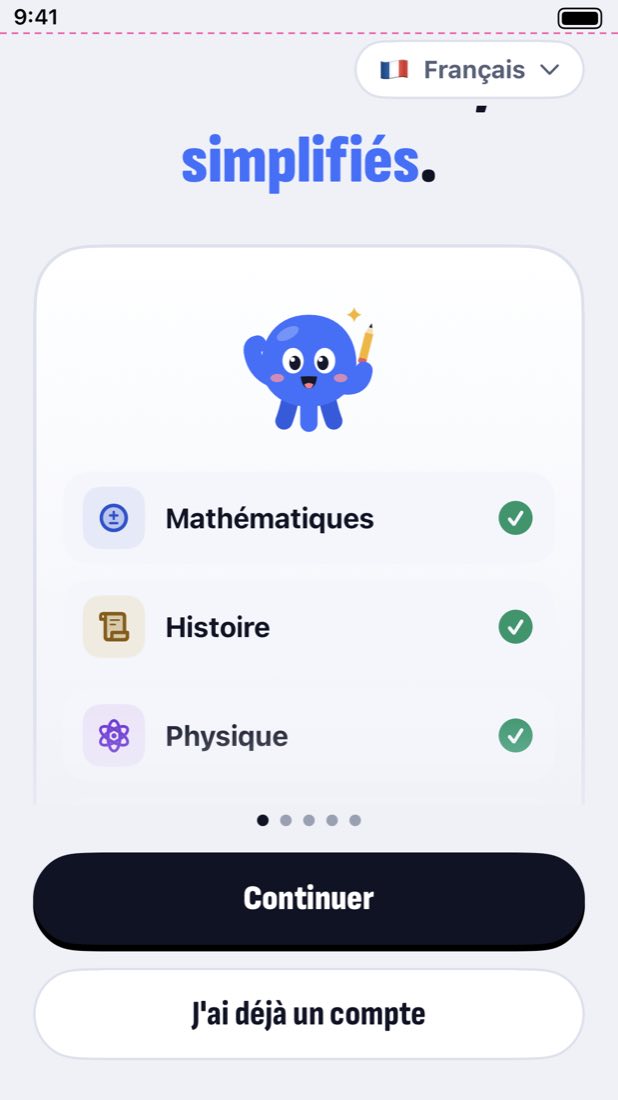 9:41
Français
simplifiés.
Mathématiques
Histoire
Physique
Continuer
J'ai déjà un compte